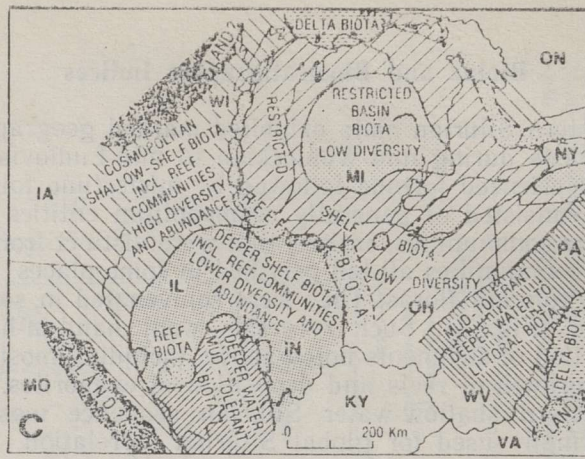 DELTA BIOTA
ON
LAND?
WI
RESTRICTED
BASIN
BIOTA
LOW DIVERSITY
MI
RESTRICTED
COSMOPOLITAN
SHALLOW-SHELF BIOTA
INCL. REEF
COMMUNITIES
HIGH DIVERSITY
AND ABUNDANCE
IA
NY
REEF
SHELF
BIOTA
LOW
DIVERSITY
BIOTA
PA
OH
DEEPER SHELF BIOTA
INCL. REEF COMMUNITIES
LOWER DIVERSITY AND
ABUNDANCE
IL
IN
REEF
BIOTA
DEEPER WATER
MUD-TOLERANT
BIOTA
MUD-TOLERANT
DEEPER WATER TO
LITTORAL BIOTA
DELTA BIOTA
LAND
MO
LAND?
KY
WV
VA
C
0 200 Km